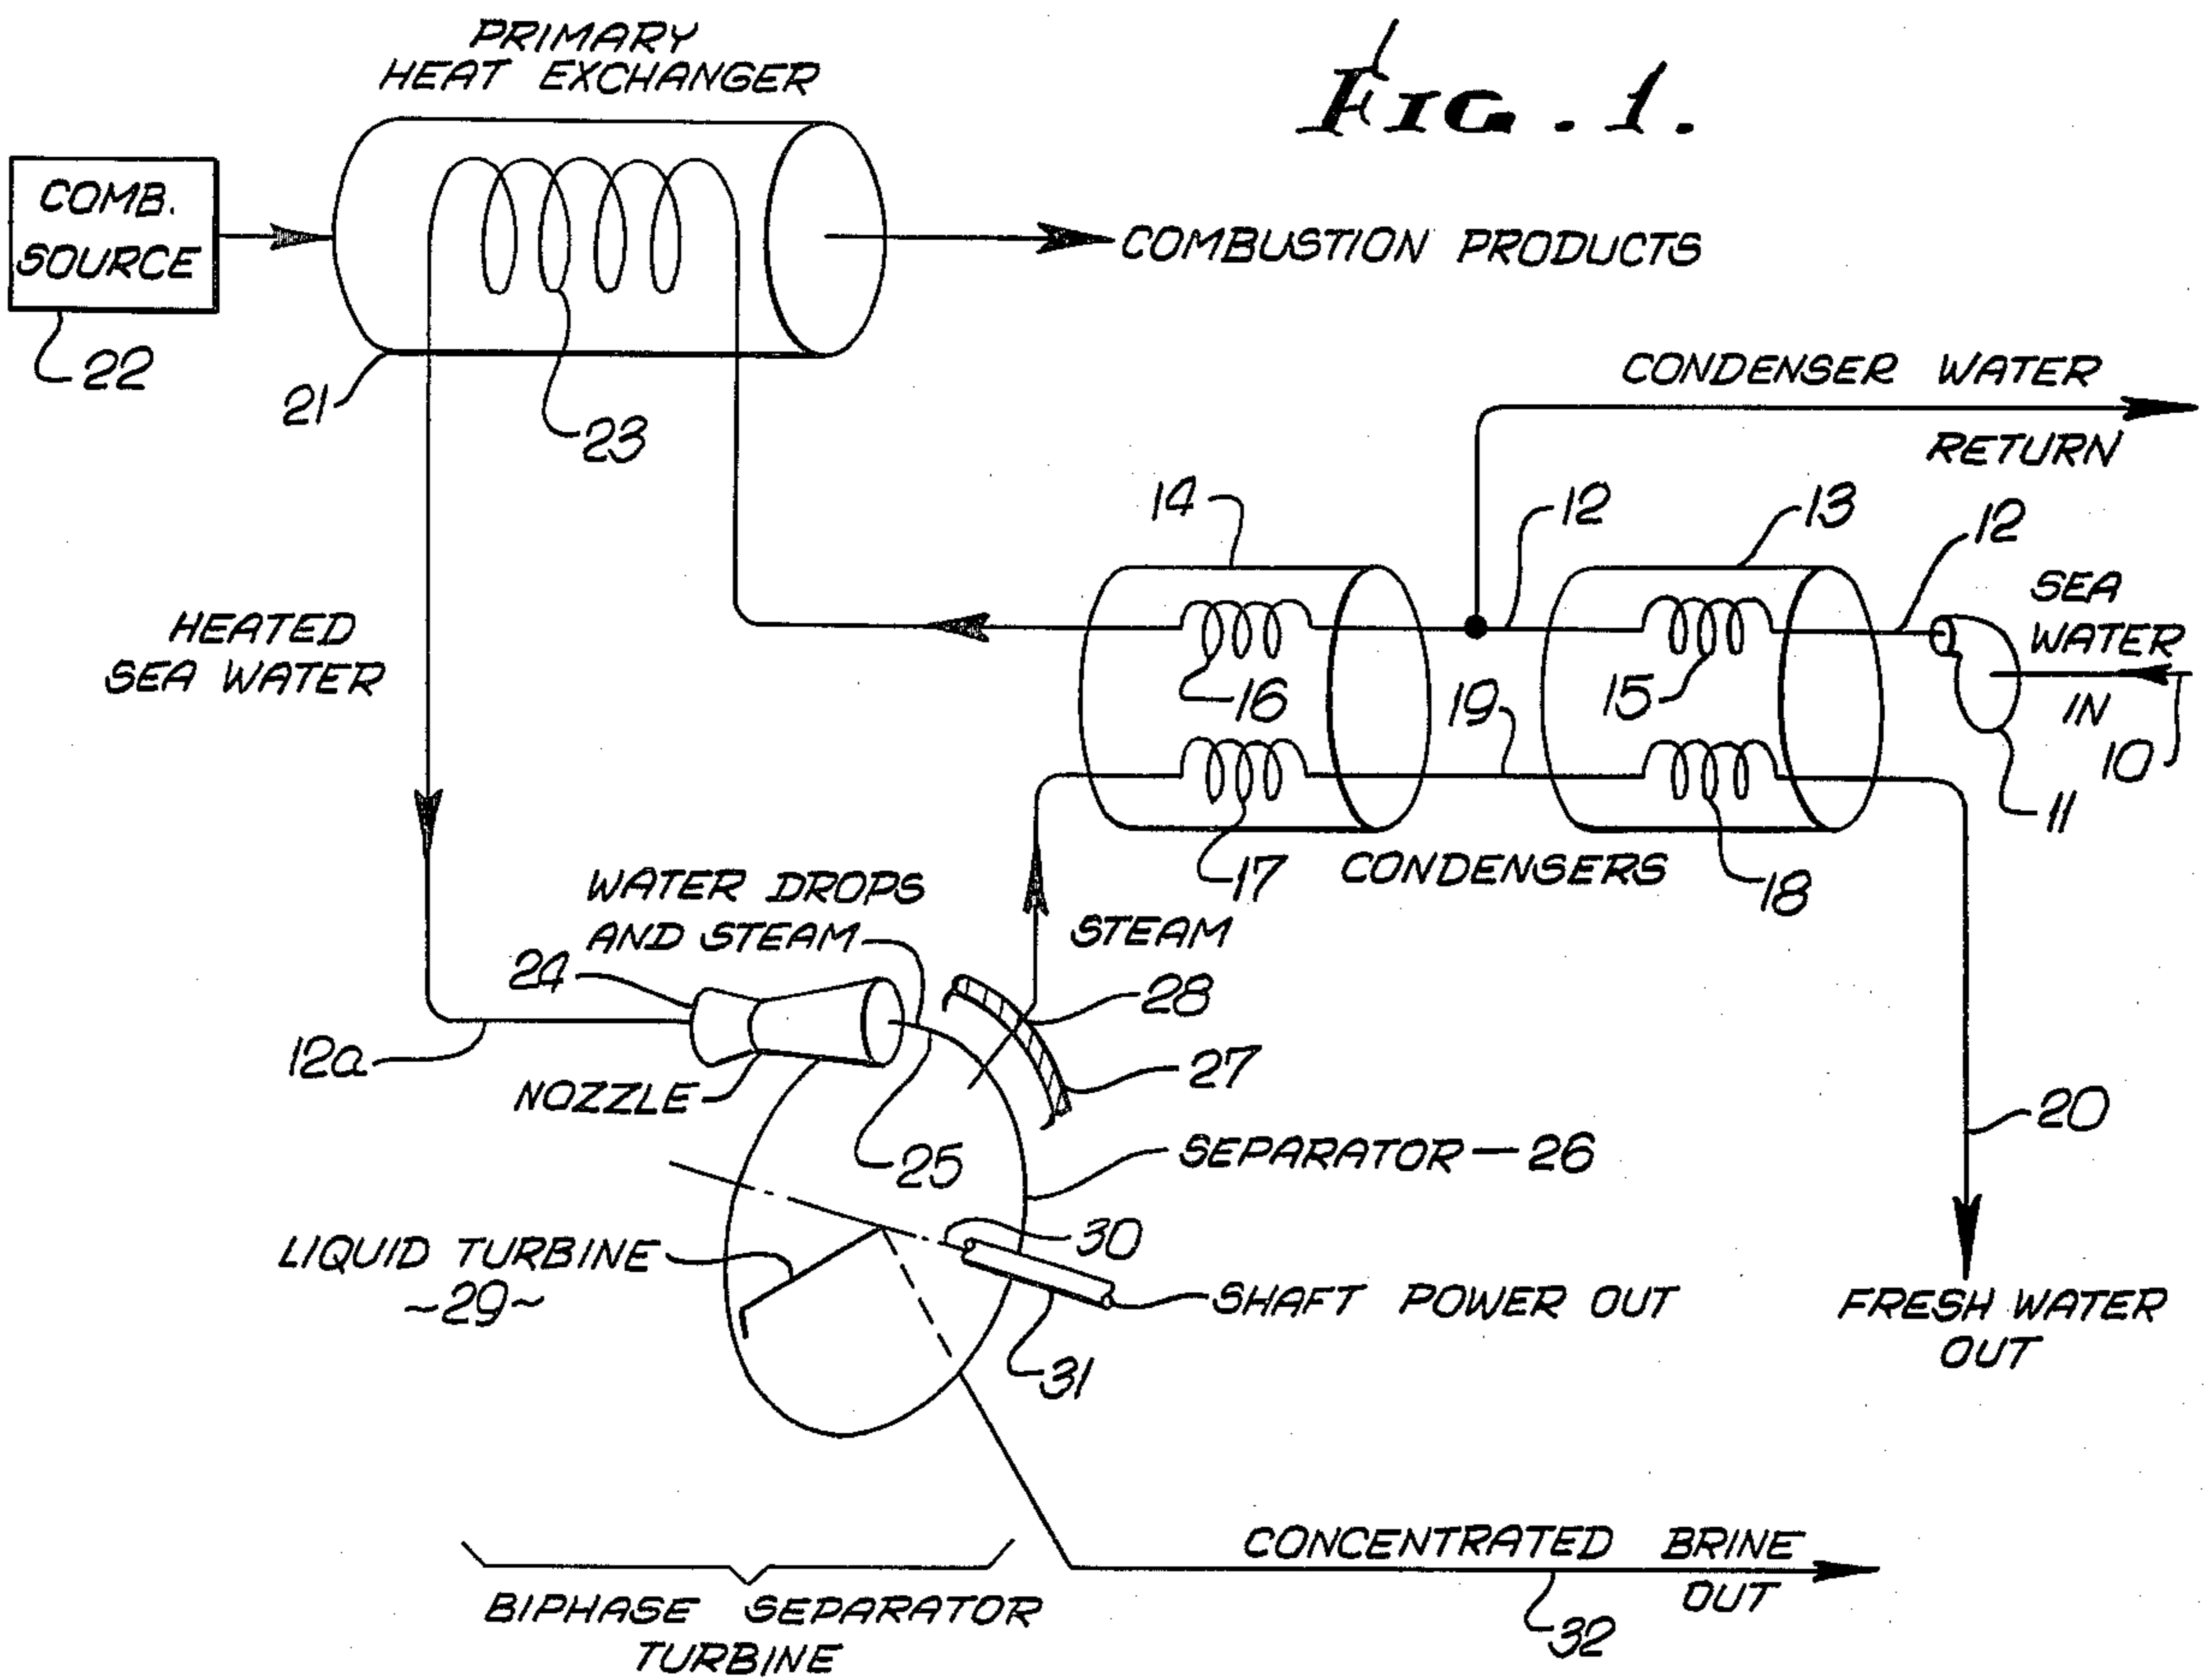 PRIMARY
HEAT EXCHANGER
FIG. 1.
COMB.
SOURCE
COMBUSTION PRODUCTS
22
21
23
CONDENSER WATER
RETURN
14
12
13
12
SEA
WATER
IN
10
11
HEATED
SEA WATER
16
15
19
17
CONDENSERS
18
WATER DROPS
AND STEAM
STEAM
24
28
12a
NOZZLE
27
25
SEPARATOR—26
20
30
LIQUID TURBINE
~29~
SHAFT POWER OUT
31
FRESH WATER
OUT
CONCENTRATED BRINE
OUT
32
BIPHASE SEPARATOR
TURBINE